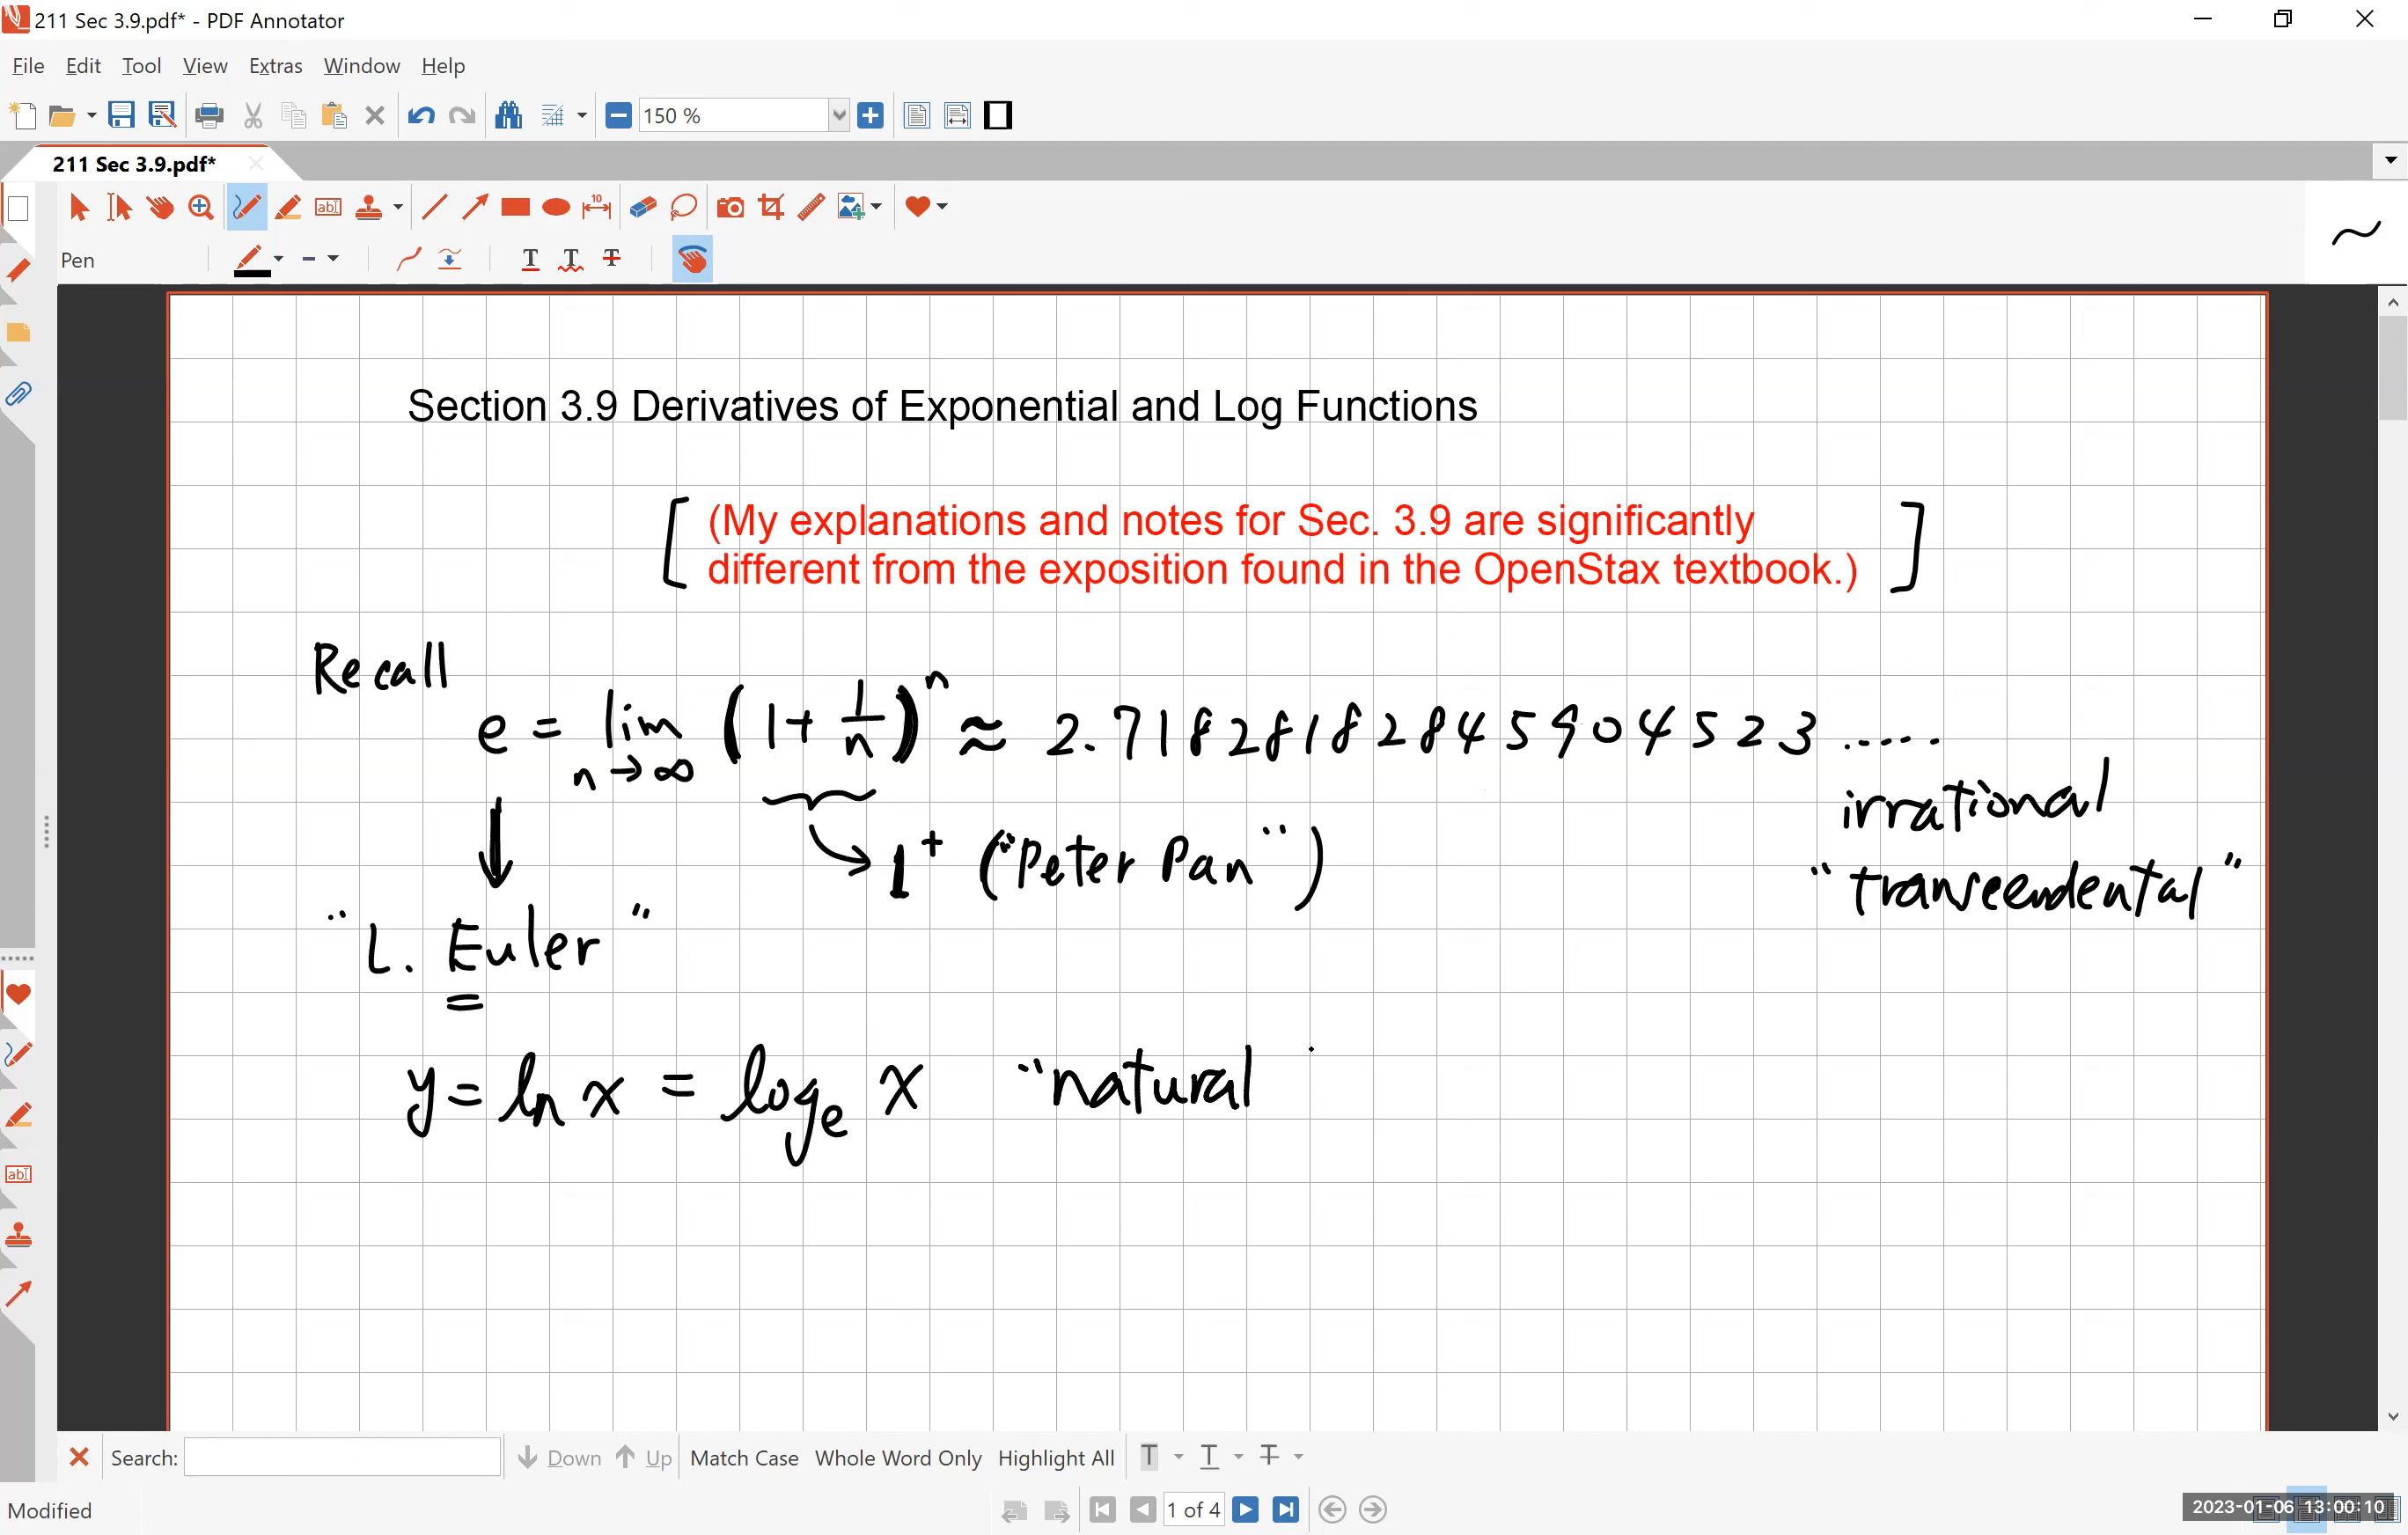 211 Sec 3.9.pdf* - PDF Annotator
File Edit Tool View Extras Window Help
150 %
211 Sec 3.9.pdf*
Pen
Section 3.9 Derivatives of Exponential and Log Functions
[ (My explanations and notes for Sec. 3.9 are significantly
different from the exposition found in the OpenStax textbook.) ]
Recall
e = lim n→∞ (1 + 1/n)^n ≈ 2.71828182845904523.....
irrational
1⁺ ("Peter Pan")
"transcendental"
"L. Euler"
y = ln x = logₑ x "natural
Search: Down Up Match Case Whole Word Only Highlight All
Modified
1 of 4
2023-01-06 13:00:10